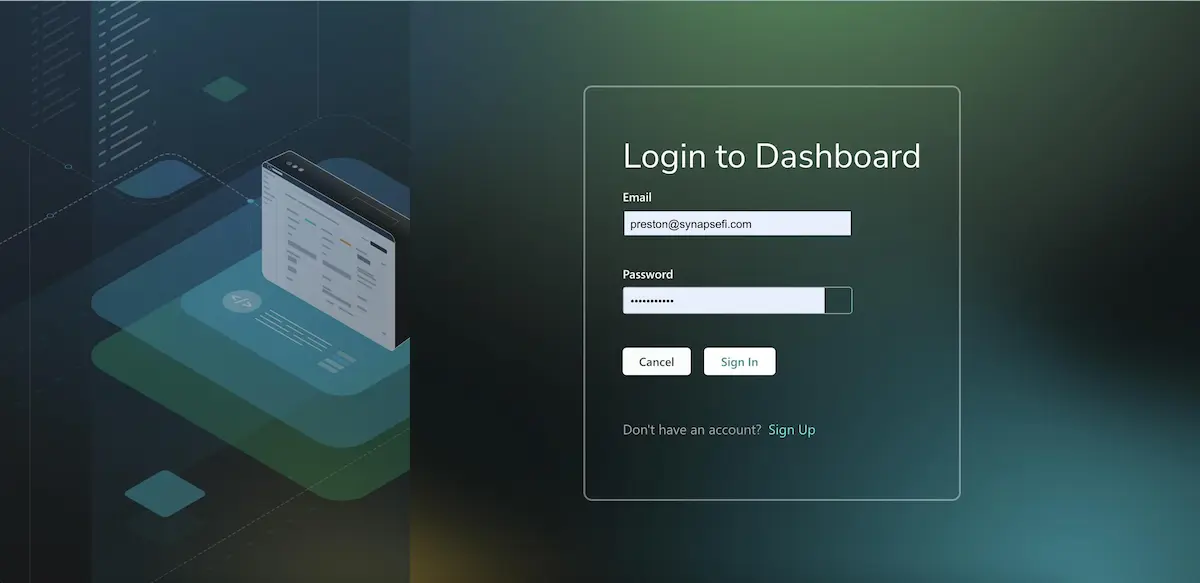 Login to Dashboard
Email
preston@synapsefi.com
Password
•••••••••••
Cancel
Sign In
Don't have an account? Sign Up